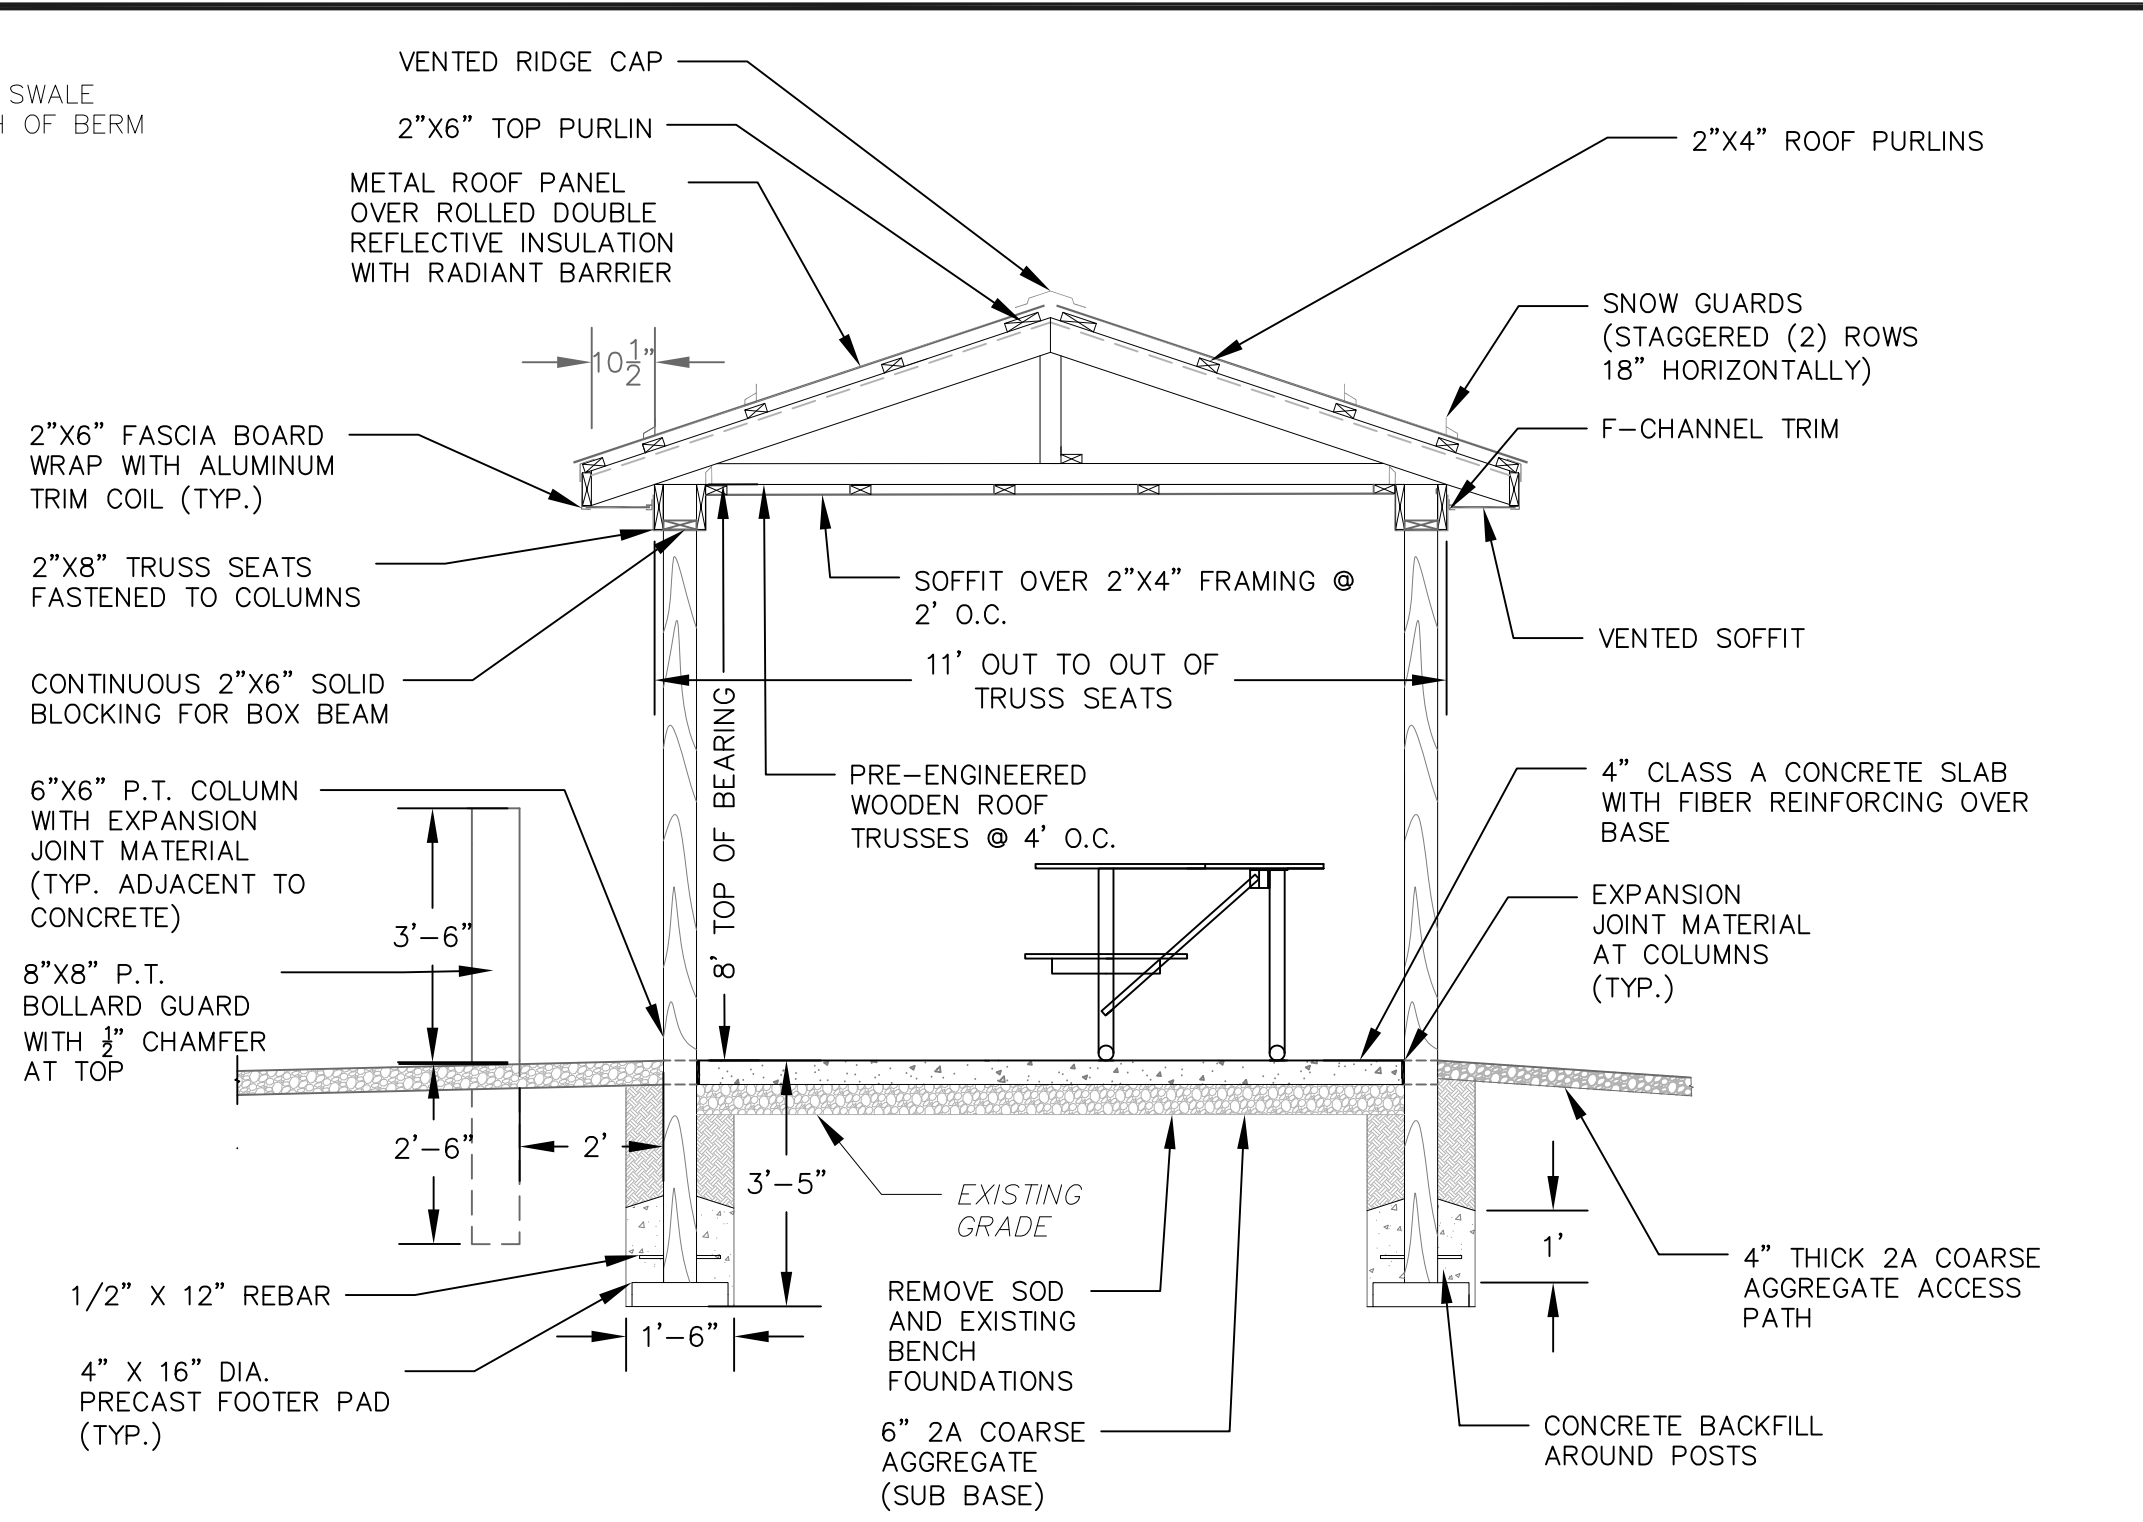 SWALE
OF BERM
VENTED RIDGE CAP
2"X6" TOP PURLIN
METAL ROOF PANEL
OVER ROLLED DOUBLE
REFLECTIVE INSULATION
WITH RADIANT BARRIER
2"X4" ROOF PURLINS
SNOW GUARDS
(STAGGERED (2) ROWS
18" HORIZONTALLY)
F-CHANNEL TRIM
10 1/2"
2"X6" FASCIA BOARD
WRAP WITH ALUMINUM
TRIM COIL (TYP.)
2"X8" TRUSS SEATS
FASTENED TO COLUMNS
SOFFIT OVER 2"X4" FRAMING @
2' O.C.
VENTED SOFFIT
11' OUT TO OUT OF
TRUSS SEATS
CONTINUOUS 2"X6" SOLID
BLOCKING FOR BOX BEAM
8' TOP OF BEARING
PRE-ENGINEERED
WOODEN ROOF
TRUSSES @ 4' O.C.
6"X6" P.T. COLUMN
WITH EXPANSION
JOINT MATERIAL
(TYP. ADJACENT TO
CONCRETE)
3'-6"
4" CLASS A CONCRETE SLAB
WITH FIBER REINFORCING OVER
BASE
EXPANSION
JOINT MATERIAL
AT COLUMNS
(TYP.)
8"X8" P.T.
BOLLARD GUARD
WITH 1/2" CHAMFER
AT TOP
2'-6"
2'
3'-5"
EXISTING
GRADE
1'
1/2" X 12" REBAR
1'-6"
4" X 16" DIA.
PRECAST FOOTER PAD
(TYP.)
REMOVE SOD
AND EXISTING
BENCH
FOUNDATIONS
6" 2A COARSE
AGGREGATE
(SUB BASE)
4" THICK 2A COARSE
AGGREGATE ACCESS
PATH
CONCRETE BACKFILL
AROUND POSTS